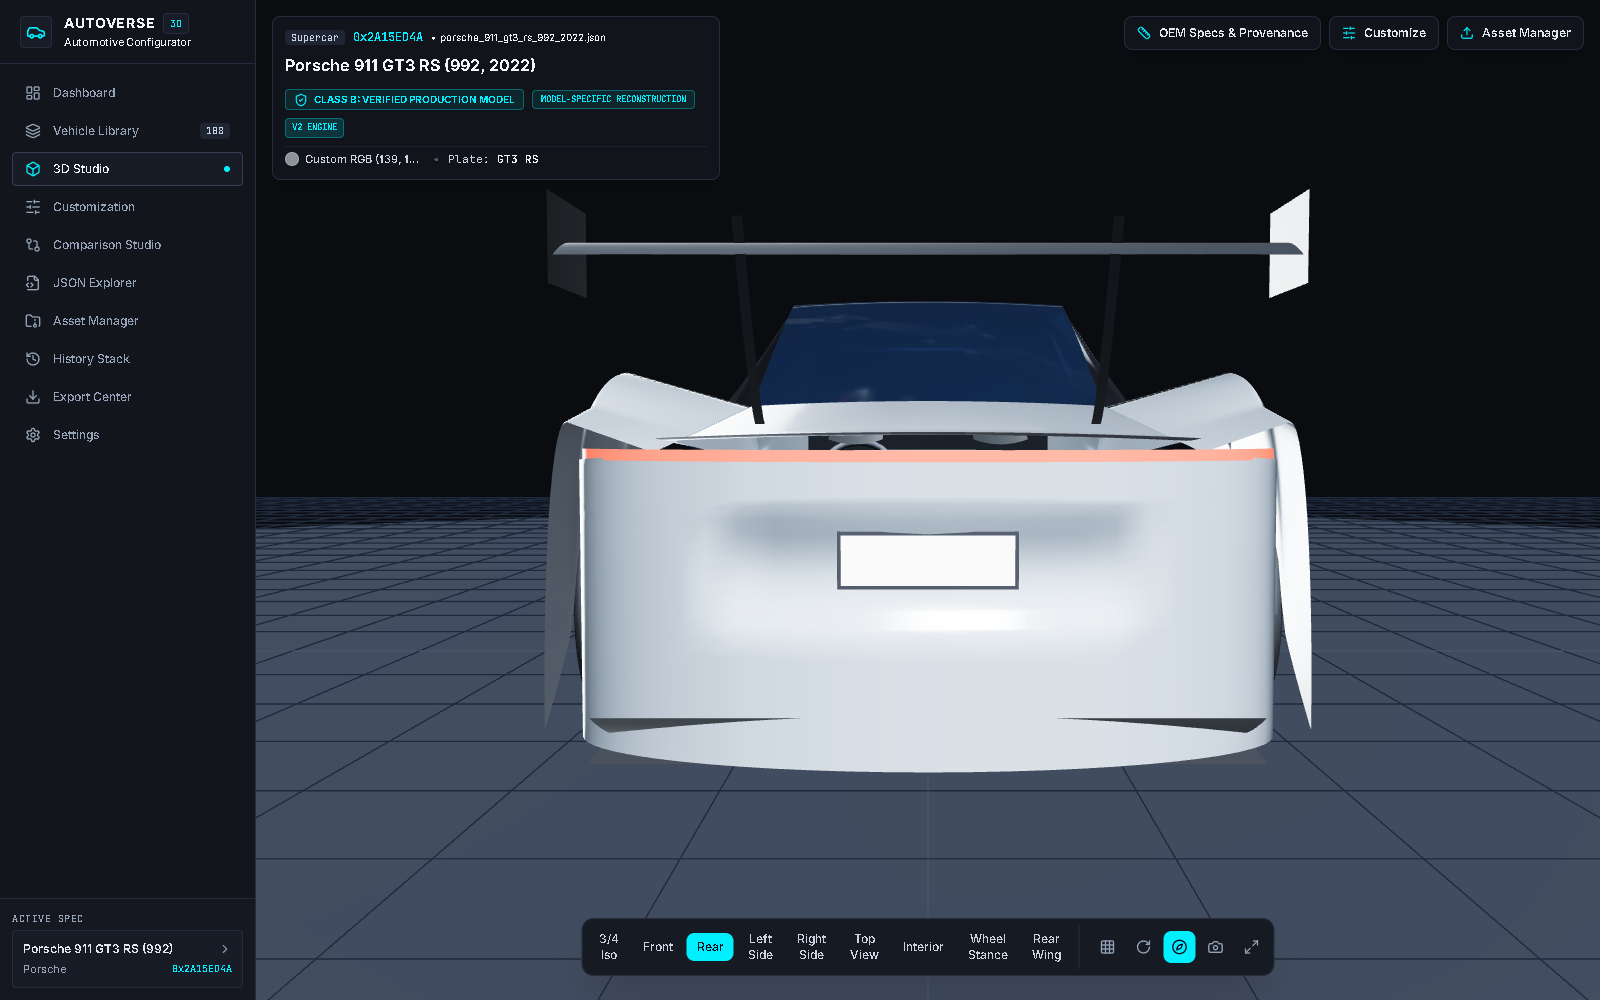 AUTOVERSE 3D
Automotive Configurator
Dashboard
Vehicle Library 188
3D Studio
Customization
Comparison Studio
JSON Explorer
Asset Manager
History Stack
Export Center
Settings
ACTIVE SPEC
Porsche 911 GT3 RS (992)
Porsche 0x2A15ED4A
Supercar 0x2A15ED4A • porsche_911_gt3_rs_992_2022.json
Porsche 911 GT3 RS (992, 2022)
CLASS B: VERIFIED PRODUCTION MODEL MODEL-SPECIFIC RECONSTRUCTION
V2 ENGINE
Custom RGB (139, 1... • Plate: GT3 RS
OEM Specs & Provenance Customize Asset Manager
3/4 Iso
Front
Rear
Left Side
Right Side
Top View
Interior
Wheel Stance
Rear Wing